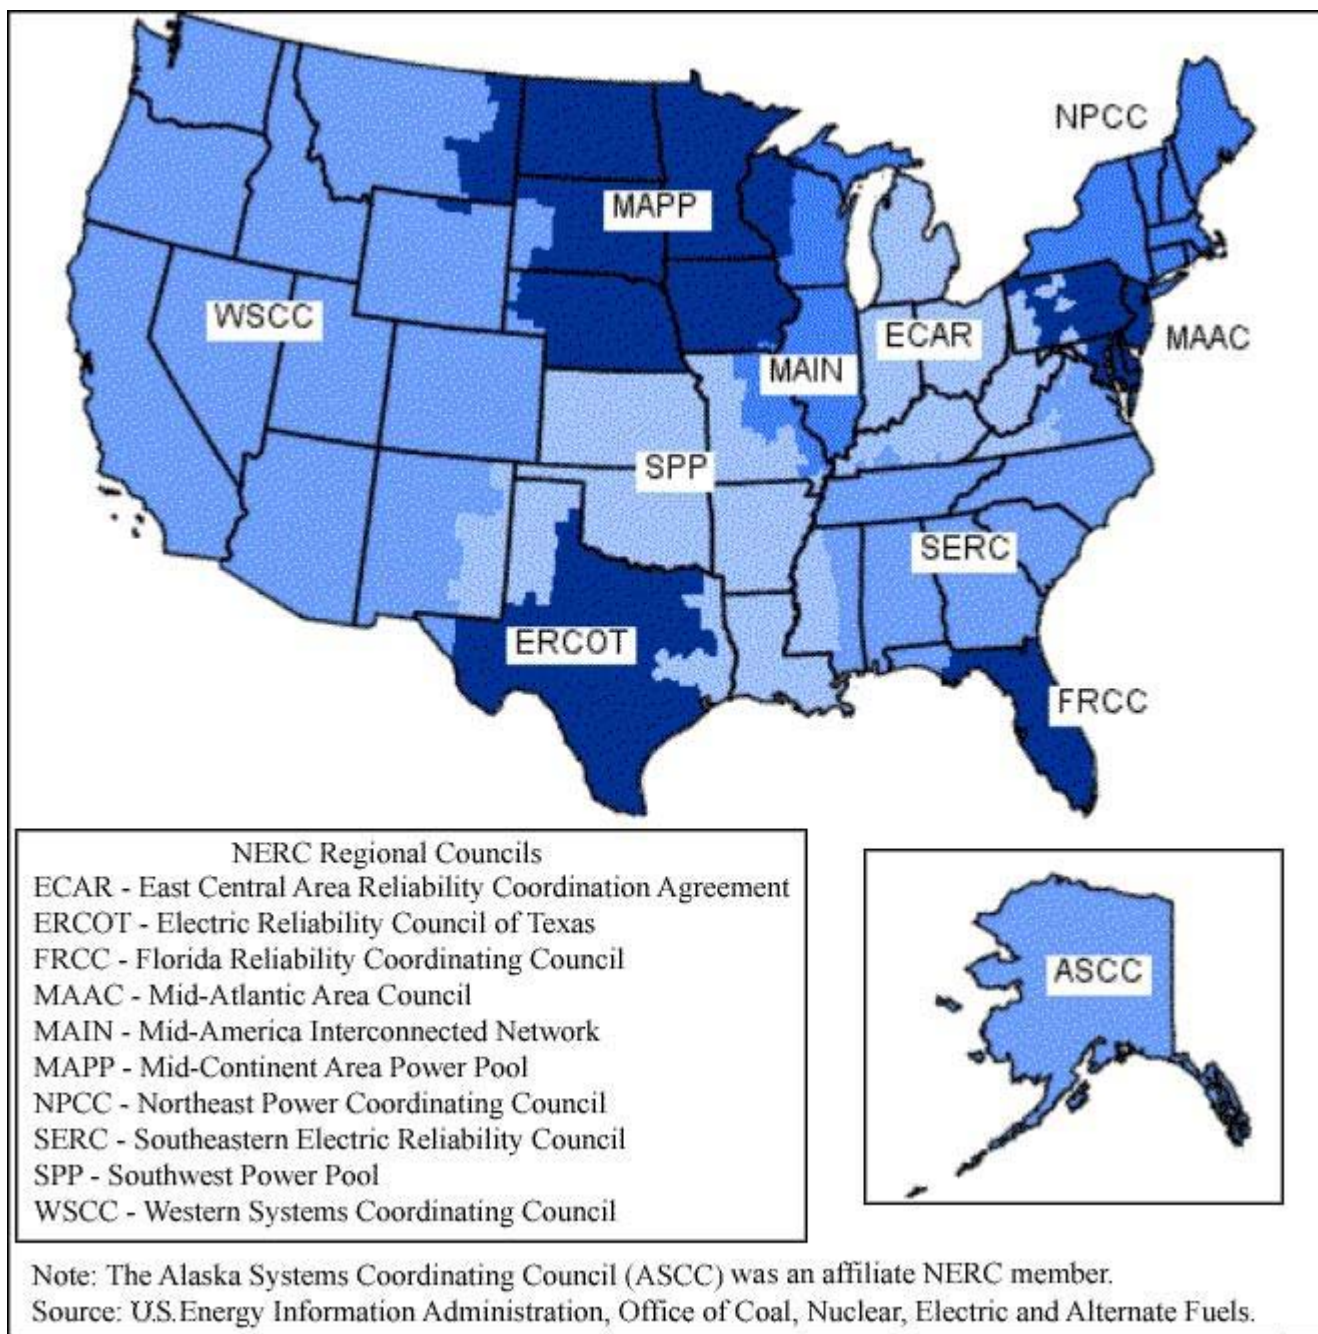 NPCC
MAPP
WSCC
ECAR
MAAC
MAIN
SPP
SERC
ERCOT
FRCC
NERC Regional Councils
ECAR - East Central Area Reliability Coordination Agreement
ERCOT - Electric Reliability Council of Texas
FRCC - Florida Reliability Coordinating Council
MAAC - Mid-Atlantic Area Council
MAIN - Mid-America Interconnected Network
MAPP - Mid-Continent Area Power Pool
NPCC - Northeast Power Coordinating Council
SERC - Southeastern Electric Reliability Council
SPP - Southwest Power Pool
WSCC - Western Systems Coordinating Council
ASCC
Note: The Alaska Systems Coordinating Council (ASCC) was an affiliate NERC member.
Source: U.S.Energy Information Administration, Office of Coal, Nuclear, Electric and Alternate Fuels.